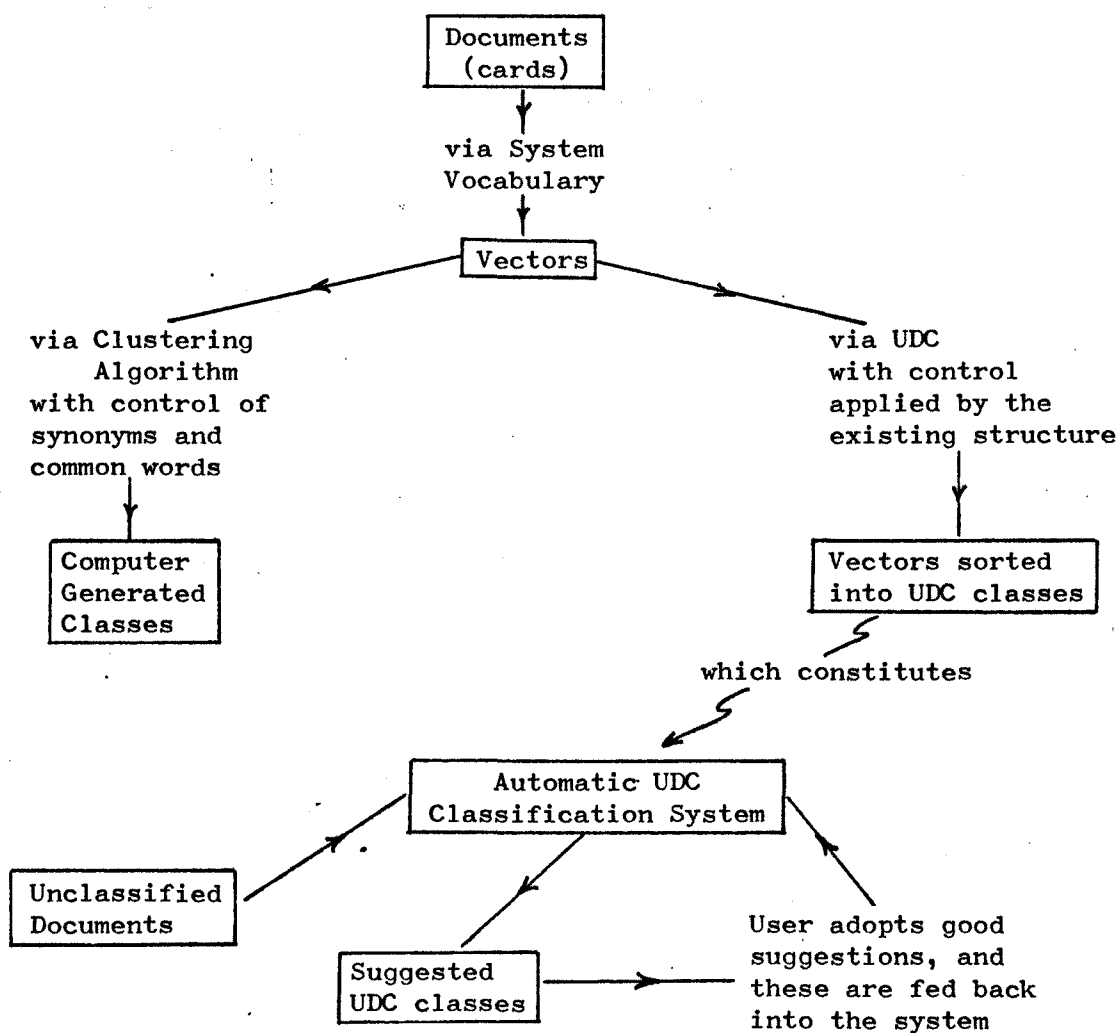 Documents
(cards)
via System
Vocabulary
Vectors
via Clustering
Algorithm
with control of
synonyms and
common words
via UDC
with control
applied by the
existing structure
Computer
Generated
Classes
Vectors sorted
into UDC classes
which constitutes
Automatic UDC
Classification System
Unclassified
Documents
Suggested
UDC classes
User adopts good
suggestions, and
these are fed back
into the system